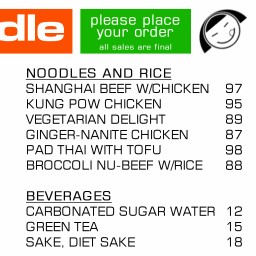 dle
please place
your order
all sales are final
NOODLES AND RICE
SHANGHAI BEEF W/CHICKEN 97
KUNG POW CHICKEN 95
VEGETARIAN DELIGHT 89
GINGER-NANITE CHICKEN 87
PAD THAI WITH TOFU 98
BROCCOLI NU-BEEF W/RICE 88
BEVERAGES
CARBONATED SUGAR WATER 12
GREEN TEA 15
SAKE, DIET SAKE 18